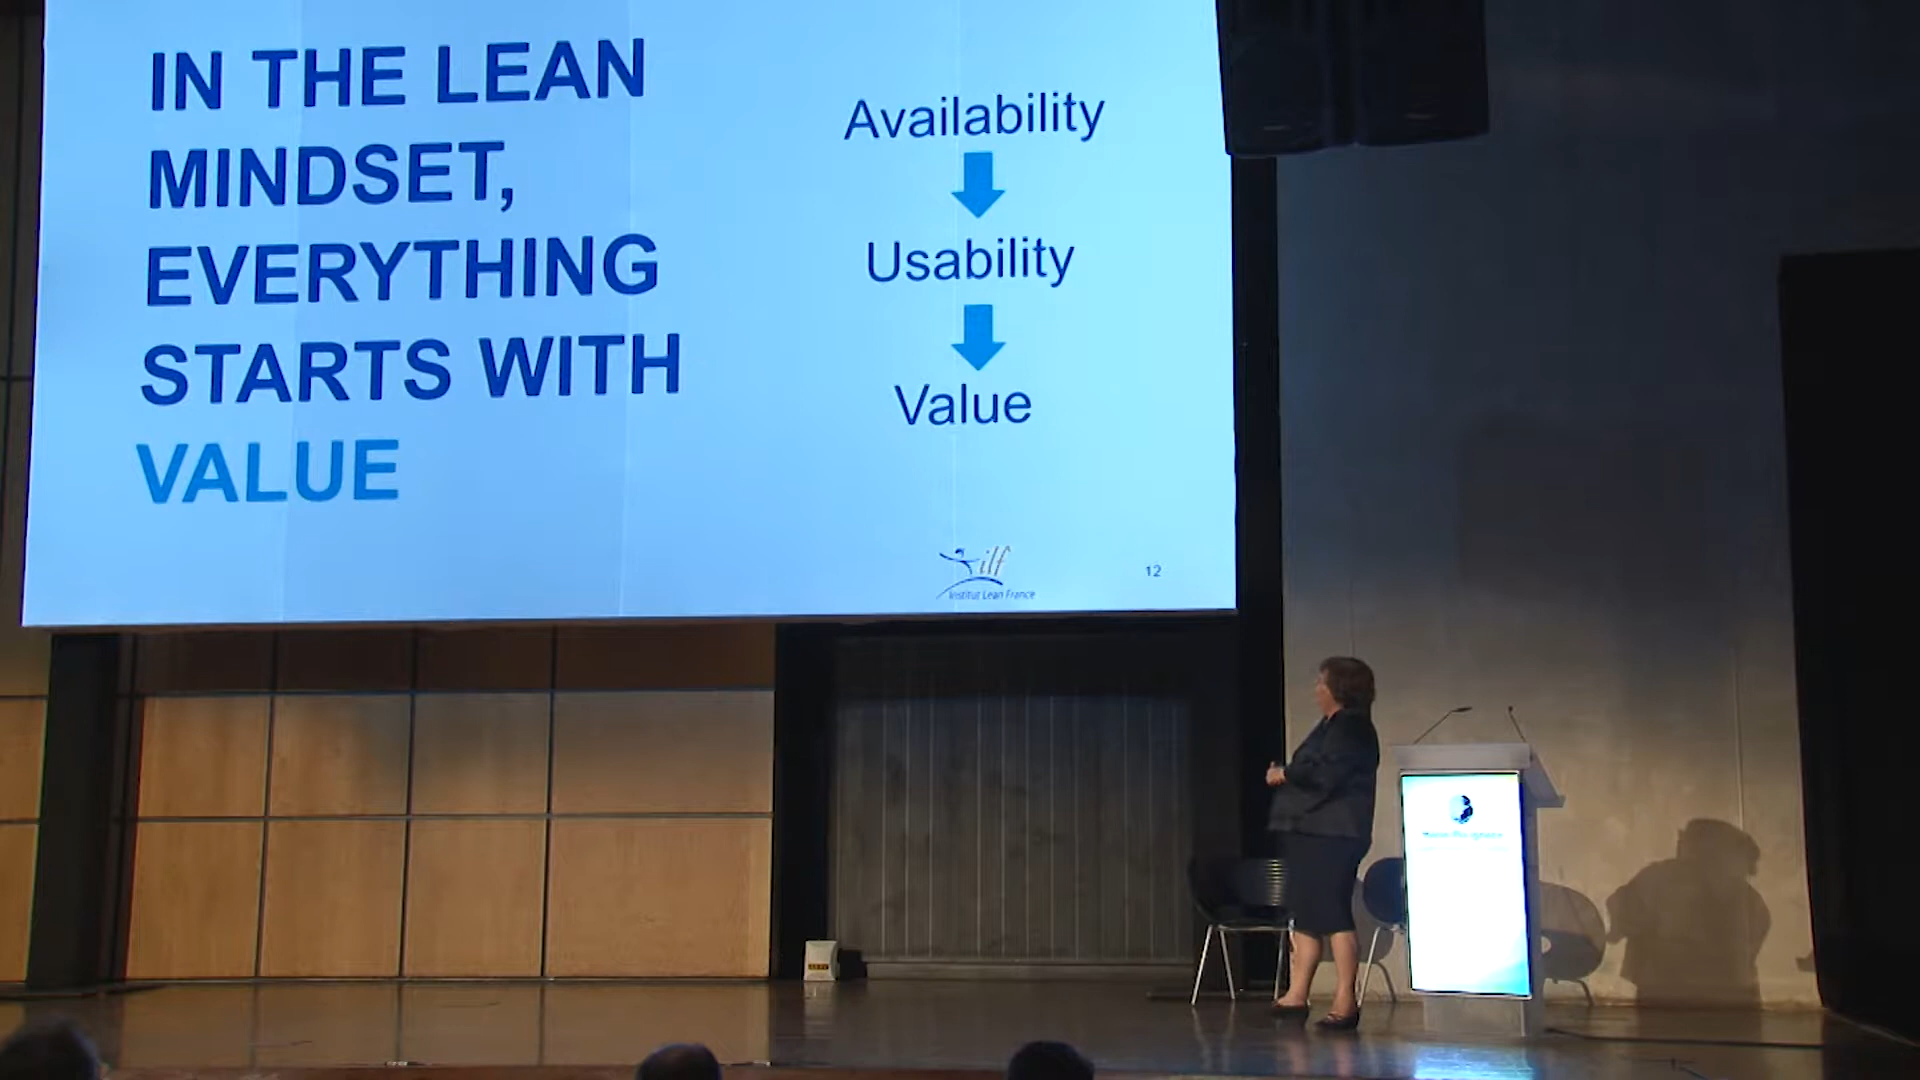 IN THE LEAN
MINDSET,
EVERYTHING
STARTS WITH
VALUE
Availability
Usability
Value
ilf
Institut Lean France
12